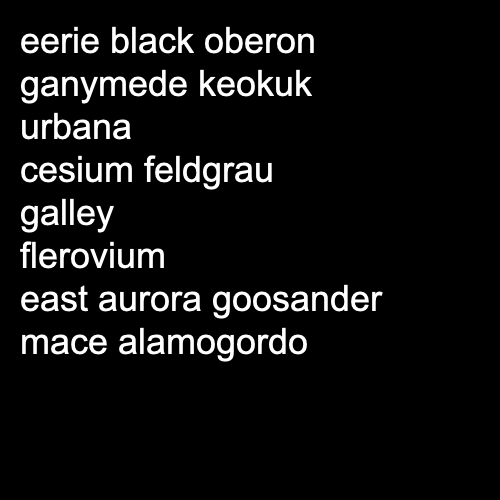 eerie black oberon
ganymede keokuk
urbana
cesium feldgrau
galley
flerovium
east aurora goosander
mace alamogordo